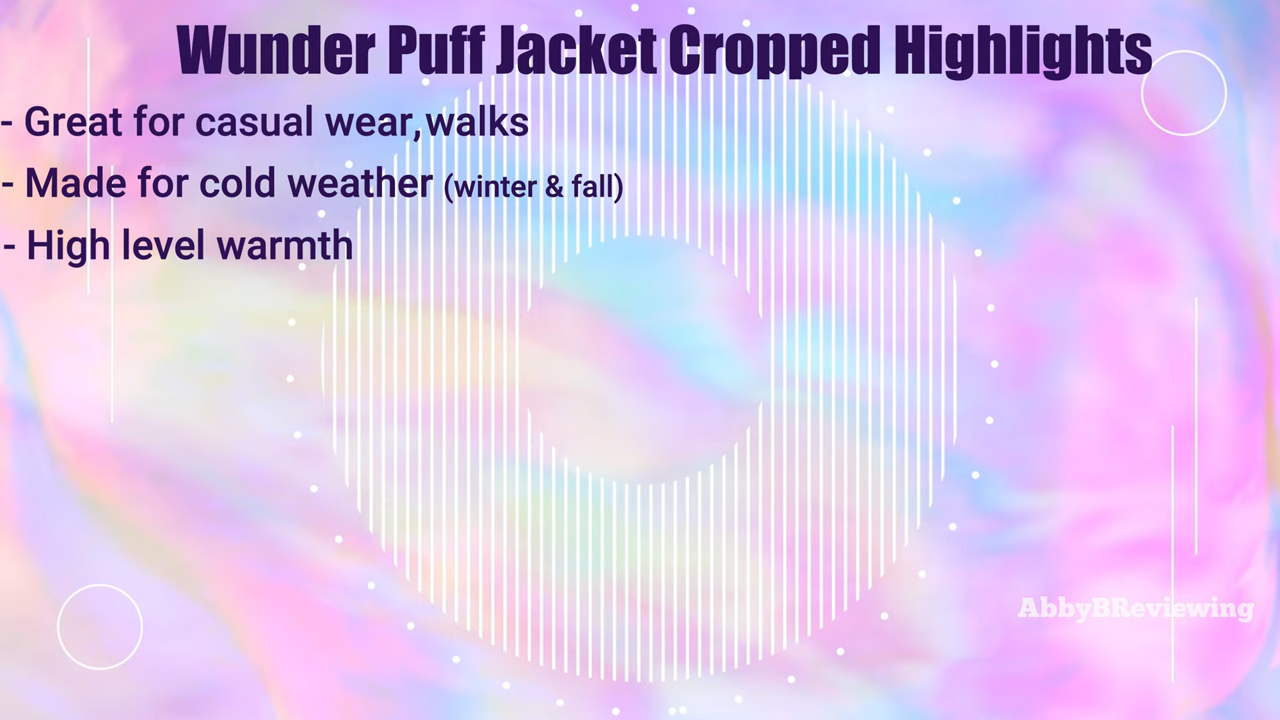 Wunder Puff Jacket Cropped Highlights
- Great for casual wear,walks
- Made for cold weather (winter & fall)
- High level warmth
AbbyBReviewing